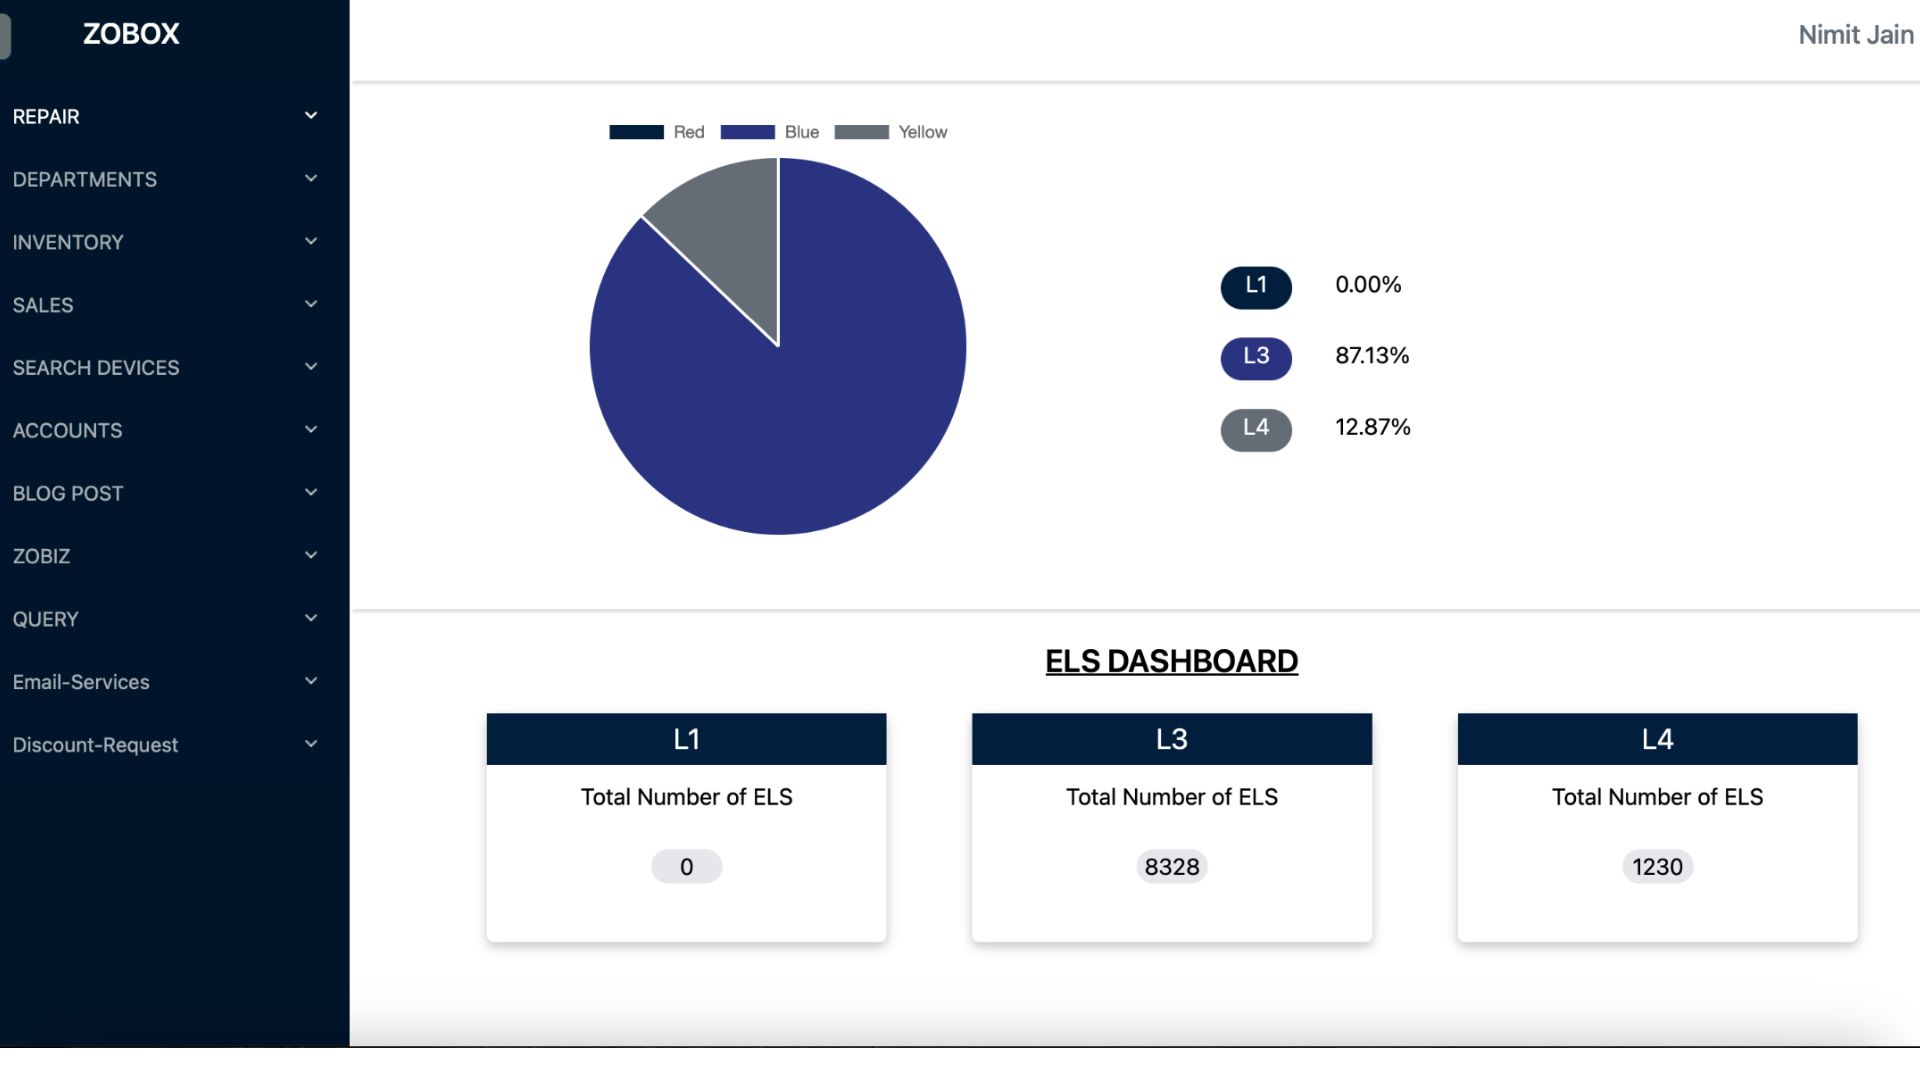 ZOBOX
Nimit Jain
REPAIR
DEPARTMENTS
INVENTORY
SALES
SEARCH DEVICES
ACCOUNTS
BLOG POST
ZOBIZ
QUERY
Email-Services
Discount-Request
Red Blue Yellow
L1 0.00%
L3 87.13%
L4 12.87%
ELS DASHBOARD
L1
Total Number of ELS
0
L3
Total Number of ELS
8328
L4
Total Number of ELS
1230